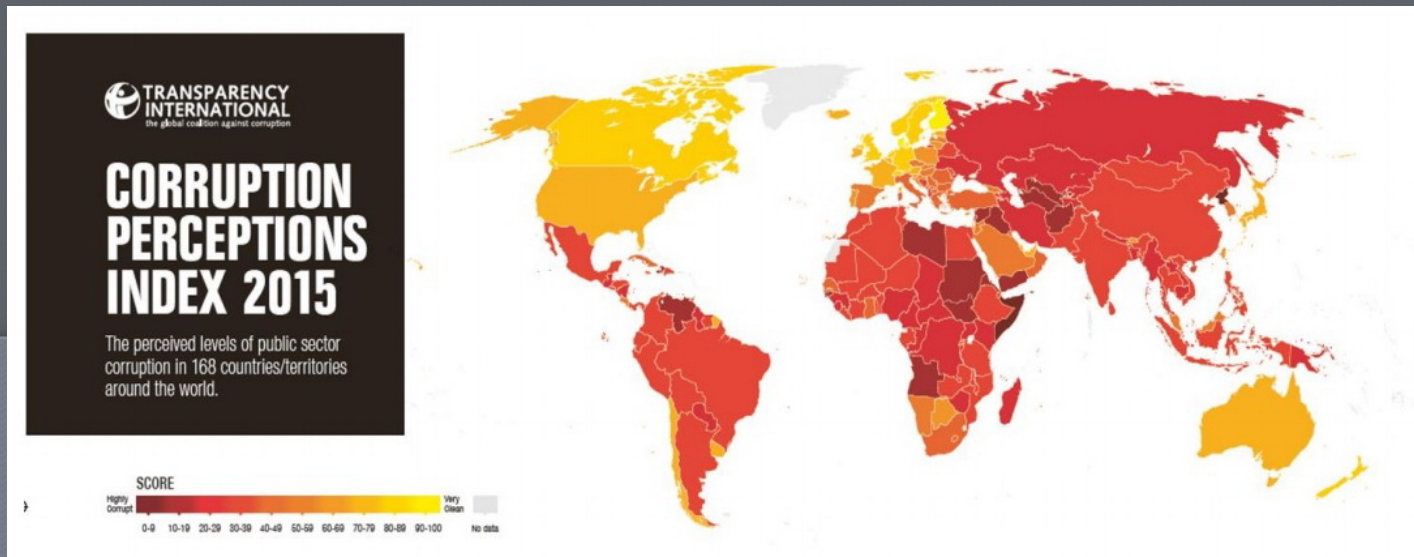 TRANSPARENCY
INTERNATIONAL
the global coalition against corruption
CORRUPTION
PERCEPTIONS
INDEX 2015
The perceived levels of public sector
corruption in 168 countries/territories
around the world.
SCORE
Highly
Corrupt
0-9 10-19 20-29 30-39 40-49 50-59 60-69 70-79 80-89 90-100
Very
Clean
No data